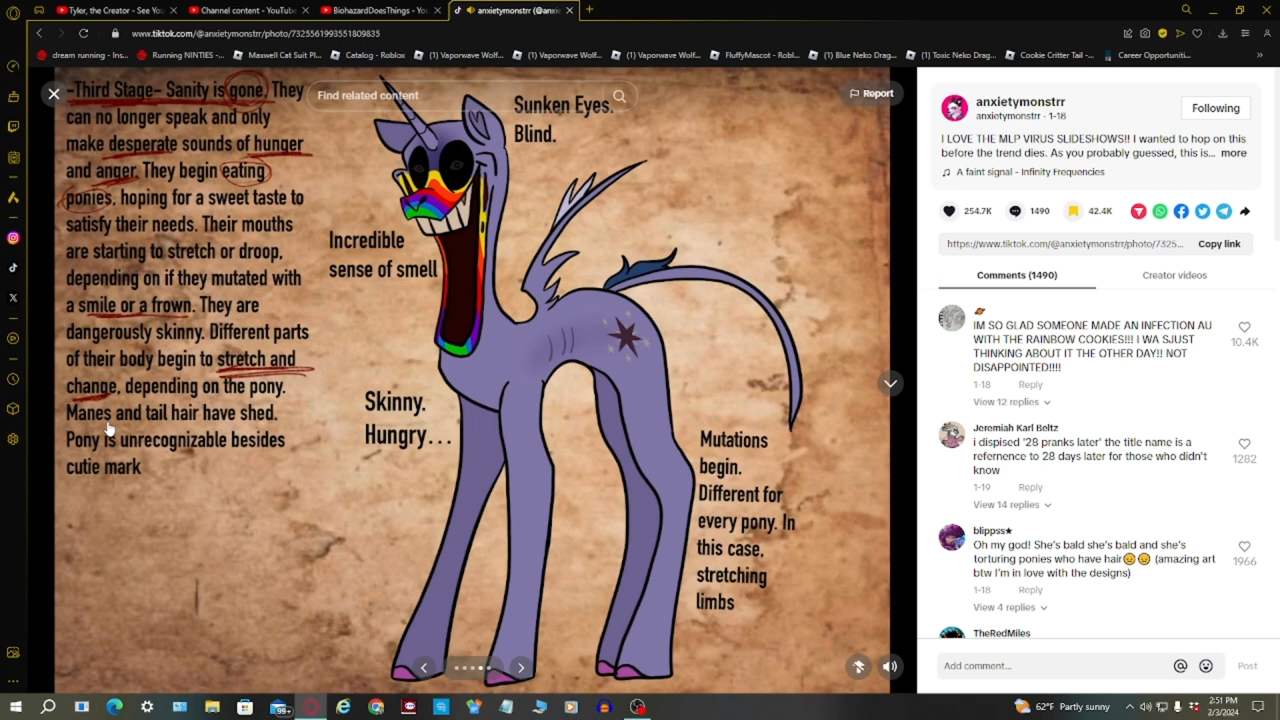 Tyler, the Creator - See You
Channel content - YouTube
BiohazardDoesThings - You
anxietymonstrr (@anxie
www.tiktok.com/@anxietymonstrr/photo/7325561993551809835
dream running - Ins...
Running NINTIES -...
Maxwell Cat Suit Pl...
Catalog - Roblox
(1) Vaporwave Wolf...
(1) Vaporwave Wolf...
(1) Vaporwave Wolf...
FluffyMascot - Robl...
(1) Blue Neko Drag...
(1) Toxic Neko Drag...
Cookie Critter Tail -...
Career Opportuniti...
-Third Stage- Sanity is gone. They
can no longer speak and only
make desperate sounds of hunger
and anger. They begin eating
ponies, hoping for a sweet taste to
satisfy their needs. Their mouths
are starting to stretch or droop,
depending on if they mutated with
a smile or a frown. They are
dangerously skinny. Different parts
of their body begin to stretch and
change, depending on the pony.
Manes and tail hair have shed.
Pony is unrecognizable besides
cutie mark
Find related content
Report
Sunken Eyes.
Blind.
Incredible
sense of smell
Skinny.
Hungry...
Mutations
begin.
Different for
every pony. In
this case,
stretching
limbs
anxietymonstrr
anxietymonstrr · 1-18
Following
I LOVE THE MLP VIRUS SLIDESHOWS!! I wanted to hop on this
before the trend dies. As you probably guessed, this is... more
A faint signal - Infinity Frequencies
254.7K
1490
42.4K
https://www.tiktok.com/@anxietymonstrr/photo/7325...
Copy link
Comments (1490)
Creator videos
IM SO GLAD SOMEONE MADE AN INFECTION AU
WITH THE RAINBOW COOKIES!!! I WA SJUST
THINKING ABOUT IT THE OTHER DAY!! NOT
DISAPPOINTED!!!!
10.4K
1-18 Reply
View 12 replies
Jeremiah Karl Beltz
i dispised '28 pranks later' the title name is a
refernence to 28 days later for those who didn't
know
1282
1-19 Reply
View 14 replies
blippss★
Oh my god! She's bald she's bald and she's
torturing ponies who have hair😥😥 (amazing art
btw I'm in love with the designs)
1966
1-18 Reply
View 4 replies
TheRedMiles
Add comment...
Post
99+
62°F Partly sunny
2:51 PM
2/3/2024